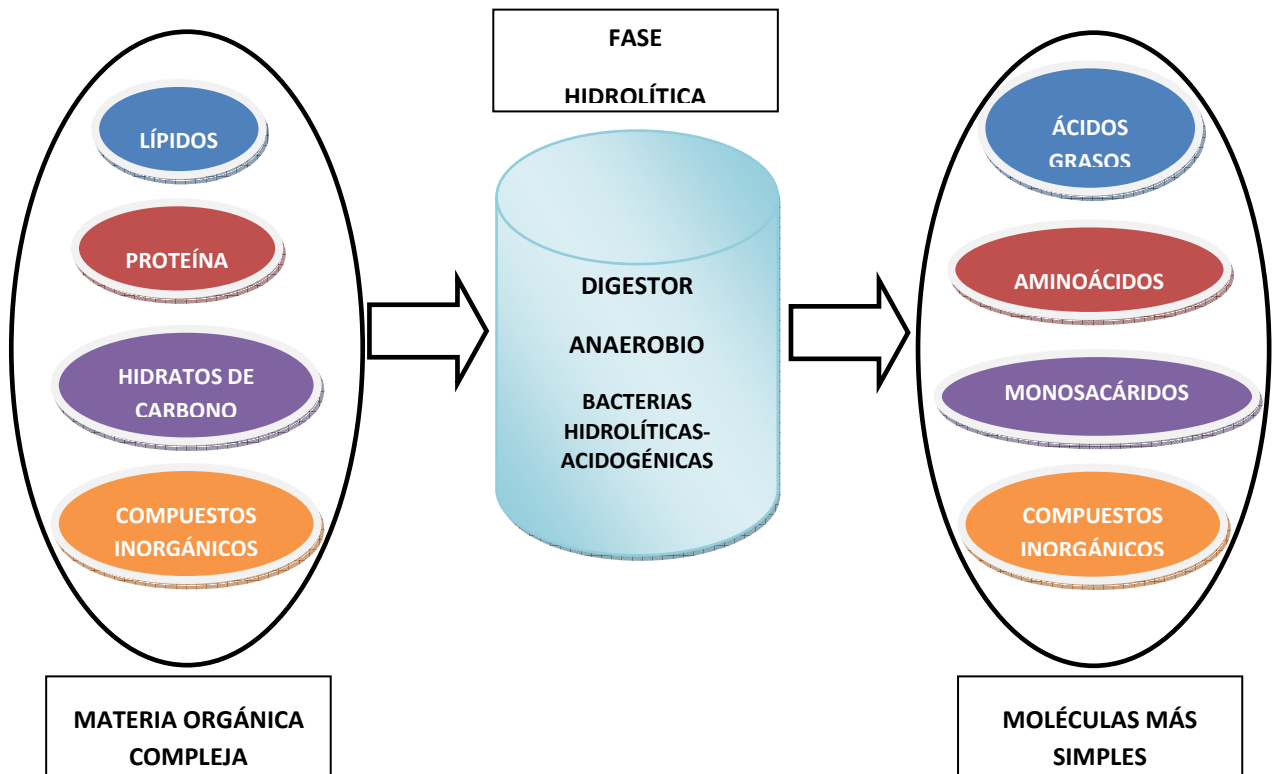 FASE
HIDROLÍTICA
LÍPIDOS
PROTEÍNA
HIDRATOS DE
CARBONO
COMPUESTOS
INORGÁNICOS
MATERIA ORGÁNICA
COMPLEJA
DIGESTOR
ANAEROBIO
BACTERIAS
HIDROLÍTICAS-
ACIDOGÉNICAS
ÁCIDOS
GRASOS
AMINOÁCIDOS
MONOSACÁRIDOS
COMPUESTOS
INORGÁNICOS
MOLÉCULAS MÁS
SIMPLES